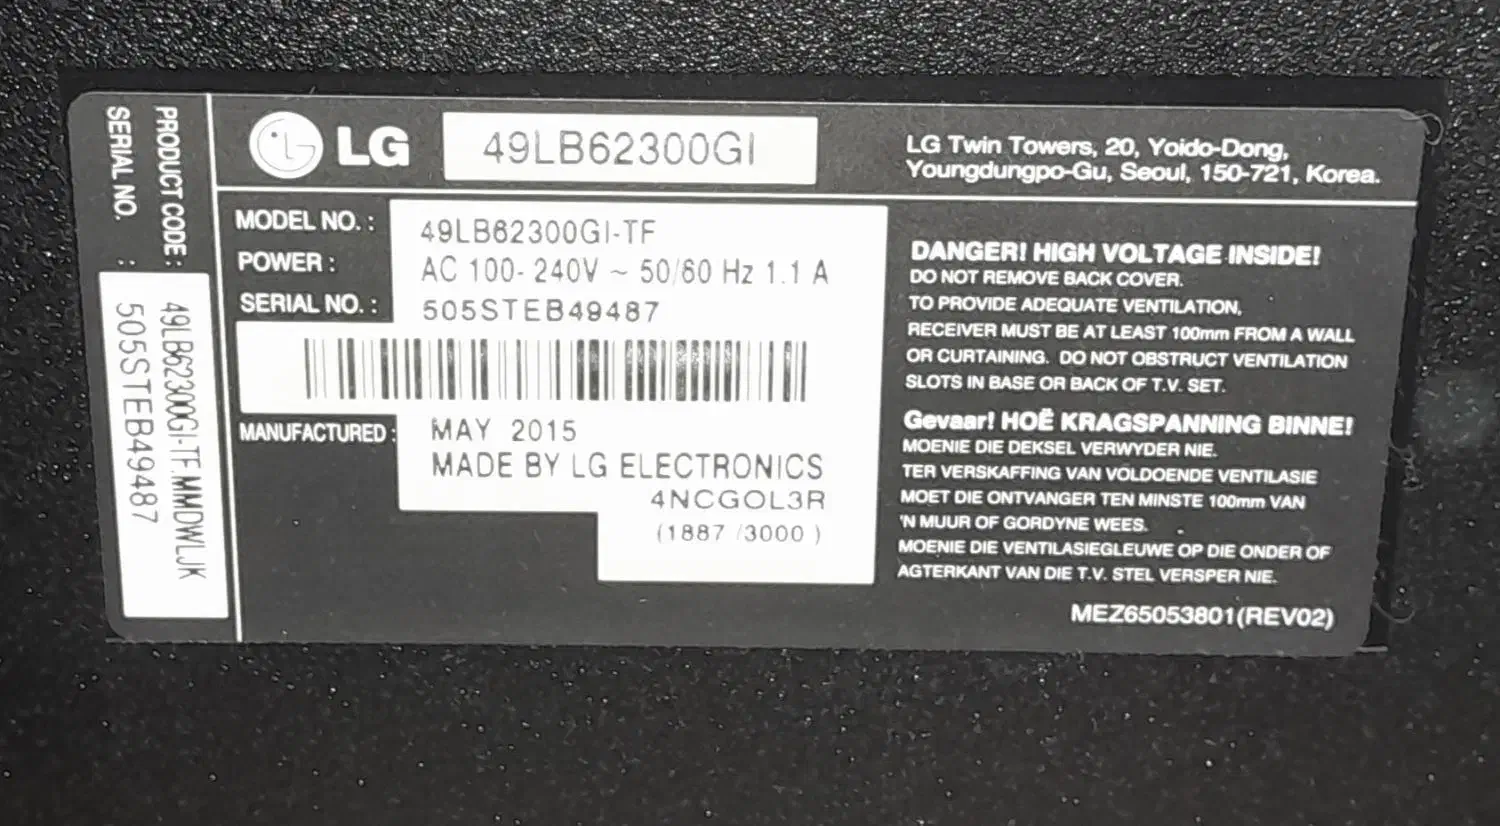 PRODUCT CODE : 49LB62300GI-TF.MMDWLJK
SERIAL NO. : 505STEB49487
LG 49LB62300GI
LG Twin Towers, 20, Yoido-Dong,
Youngdungpo-Gu, Seoul, 150-721, Korea.
MODEL NO. : 49LB62300GI-TF
POWER : AC 100- 240V ~ 50/60 Hz 1.1 A
SERIAL NO. : 505STEB49487
MANUFACTURED : MAY 2015
MADE BY LG ELECTRONICS
4NCGOL3R
(1887 /3000 )
DANGER! HIGH VOLTAGE INSIDE!
DO NOT REMOVE BACK COVER.
TO PROVIDE ADEQUATE VENTILATION,
RECEIVER MUST BE AT LEAST 100mm FROM A WALL
OR CURTAINING. DO NOT OBSTRUCT VENTILATION
SLOTS IN BASE OR BACK OF T.V. SET.
Gevaar! HOË KRAGSPANNING BINNE!
MOENIE DIE DEKSEL VERWYDER NIE.
TER VERSKAFFING VAN VOLDOENDE VENTILASIE
MOET DIE ONTVANGER TEN MINSTE 100mm VAN
'N MUUR OF GORDYNE WEES.
MOENIE DIE VENTILASIEGLEUWE OP DIE ONDER OF
AGTERKANT VAN DIE T.V. STEL VERSPER NIE.
MEZ65053801(REV02)